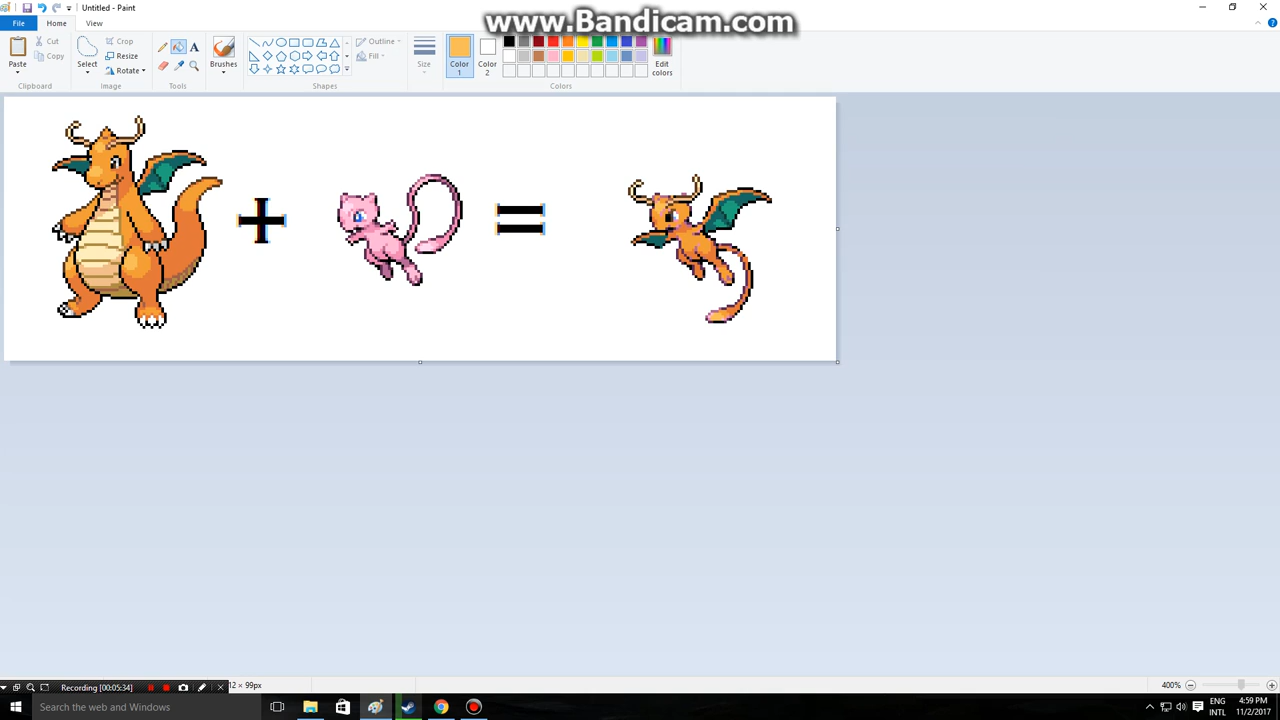 Untitled - Paint
www.Bandicam.com
File Home View
Paste
Cut
Copy
Clipboard
Select
Crop
Resize
Rotate
Image
Tools
Brushes
Shapes
Outline
Fill
Size
Color 1
Color 2
Edit colors
Colors
+ =
Recording [00:05:34]
12 × 99px
400%
Search the web and Windows
ENG
INTL
4:59 PM
11/2/2017